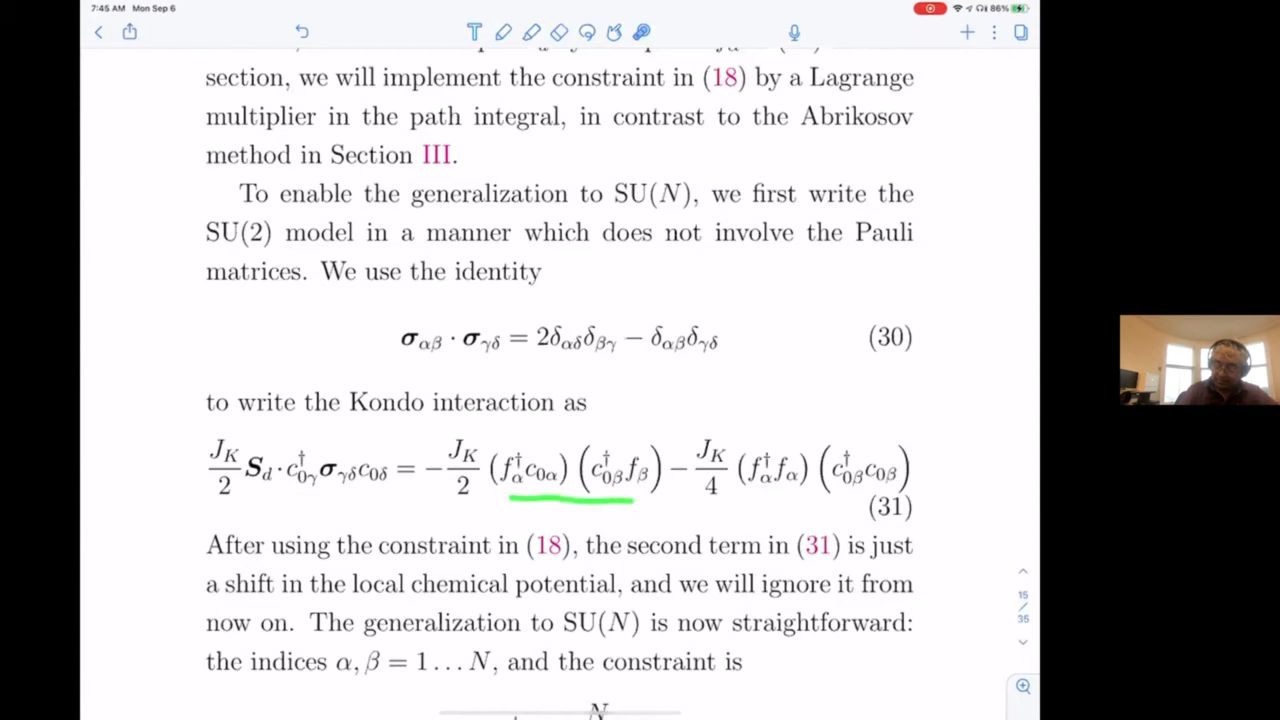 7:45 AM Mon Sep 6
86%
T
section, we will implement the constraint in (18) by a Lagrange
multiplier in the path integral, in contrast to the Abrikosov
method in Section III.
To enable the generalization to SU(N), we first write the
SU(2) model in a manner which does not involve the Pauli
matrices. We use the identity
σ_{αβ} · σ_{γδ} = 2δ_{αδ}δ_{βγ} − δ_{αβ}δ_{γδ} (30)
to write the Kondo interaction as
J_K/2 S_d · c†_{0γ} σ_{γδ} c_{0δ} = − J_K/2 (f†_α c_{0α}) (c†_{0β} f_β) − J_K/4 (f†_α f_α) (c†_{0β} c_{0β})
(31)
After using the constraint in (18), the second term in (31) is just
a shift in the local chemical potential, and we will ignore it from
now on. The generalization to SU(N) is now straightforward:
the indices α, β = 1 . . . N, and the constraint is
N
15
/
35